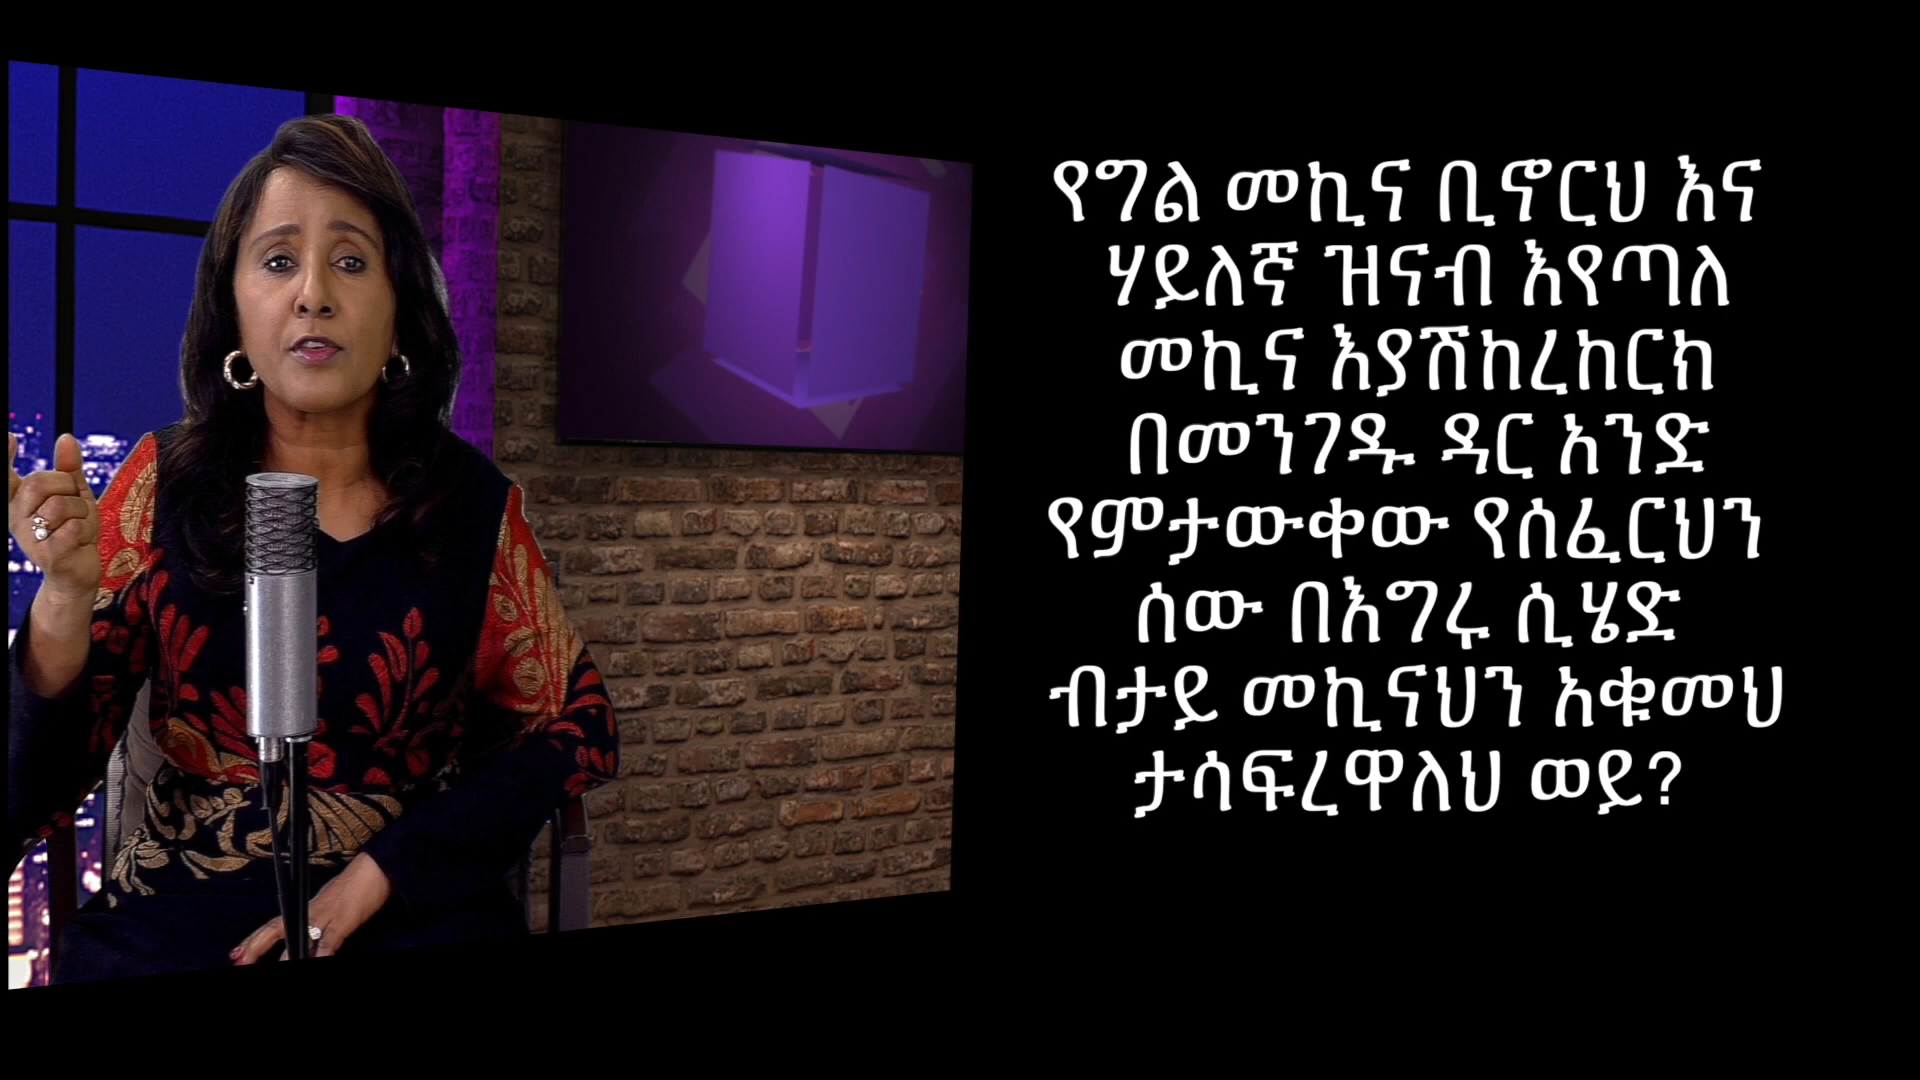 የግል መኪና ቢኖርህ እና
ሃይለኛ ዝናብ እየጣለ
መኪና እያሽከረከርክ
በመንገዱ ዳር አንድ
የምታውቀው የሰፈርህን
ሰው በእግሩ ሲሄድ
ብታይ መኪናህን አቁመህ
ታሳፍረዋለህ ወይ?